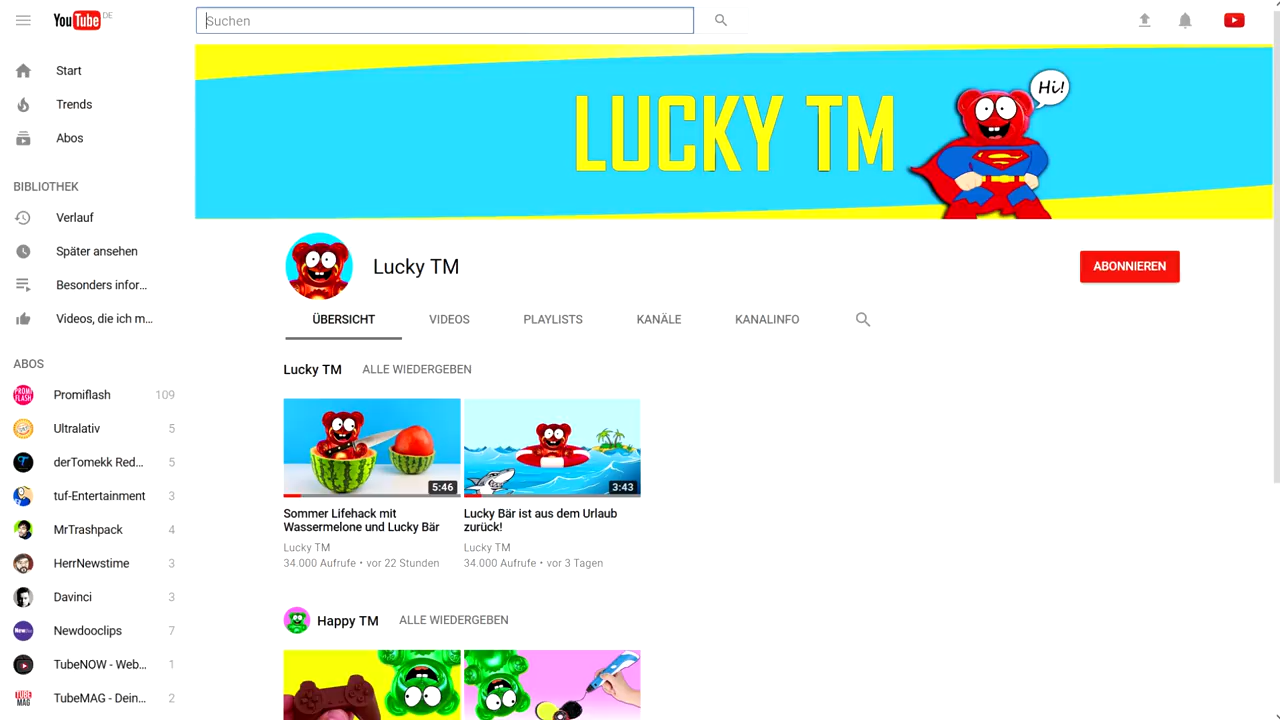 YouTube DE
Suchen
Start
Trends
Abos
BIBLIOTHEK
Verlauf
Später ansehen
Besonders infor...
Videos, die ich m...
ABOS
Promiflash 109
Ultralativ 5
derTomekk Red... 5
tuf-Entertainment 3
MrTrashpack 4
HerrNewstime 3
Davinci 3
Newdooclips 7
TubeNOW - Web... 1
TubeMAG - Dein... 2
LUCKY TM
Hi!
Lucky TM
ABONNIEREN
ÜBERSICHT VIDEOS PLAYLISTS KANÄLE KANALINFO
Lucky TM ALLE WIEDERGEBEN
5:46
3:43
Sommer Lifehack mit
Wassermelone und Lucky Bär
Lucky TM
34.000 Aufrufe • vor 22 Stunden
Lucky Bär ist aus dem Urlaub
zurück!
Lucky TM
34.000 Aufrufe • vor 3 Tagen
Happy TM ALLE WIEDERGEBEN